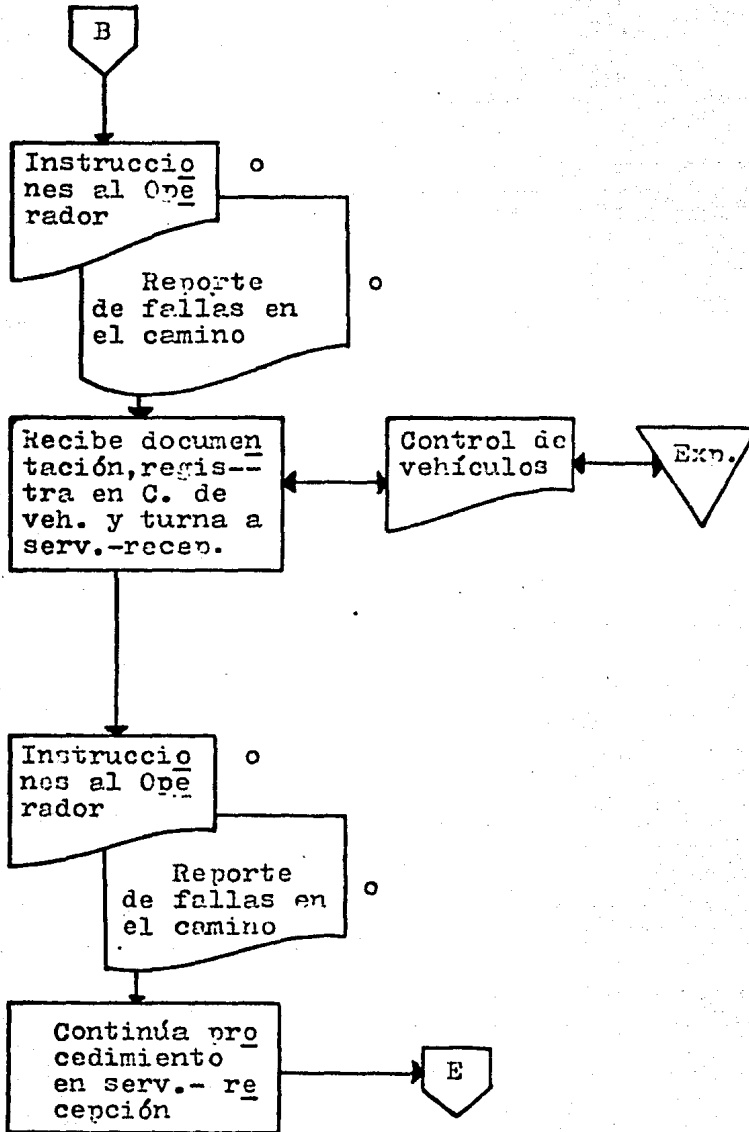 B
Instruccio
nes al Ope
rador
o
Reporte
de fallas en
el camino
o
Recibe documen
tación,regis--
tra en C. de
veh. y turna a
serv.-recep.
Control de
vehículos
Exp.
Instruccio
nes al Ope
rador
o
Reporte
de fallas en
el camino
o
Continúa pro
cedimiento
en serv.- re
cepción
E